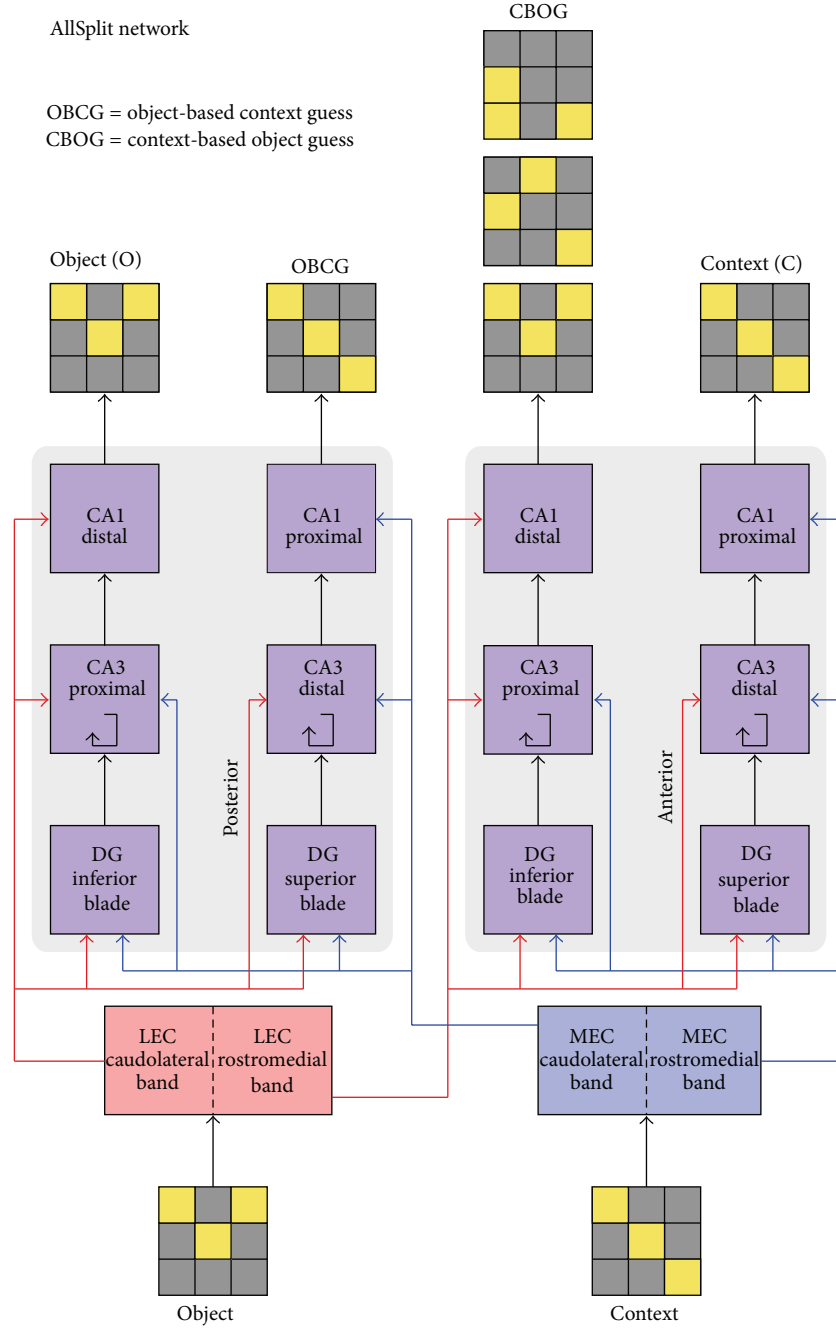 CBOG
AllSplit network
OBCG = object-based context guess
CBOG = context-based object guess
Object (O)
OBCG
Context (C)
CA1
distal
CA1
proximal
CA1
distal
CA1
proximal
CA3
proximal
CA3
distal
CA3
proximal
CA3
distal
Posterior
Anterior
DG
inferior
blade
DG
superior
blade
DG
inferior
blade
DG
superior
blade
LEC
caudolateral
band
LEC
rostromedial
band
MEC
caudolateral
band
MEC
rostromedial
band
Object
Context